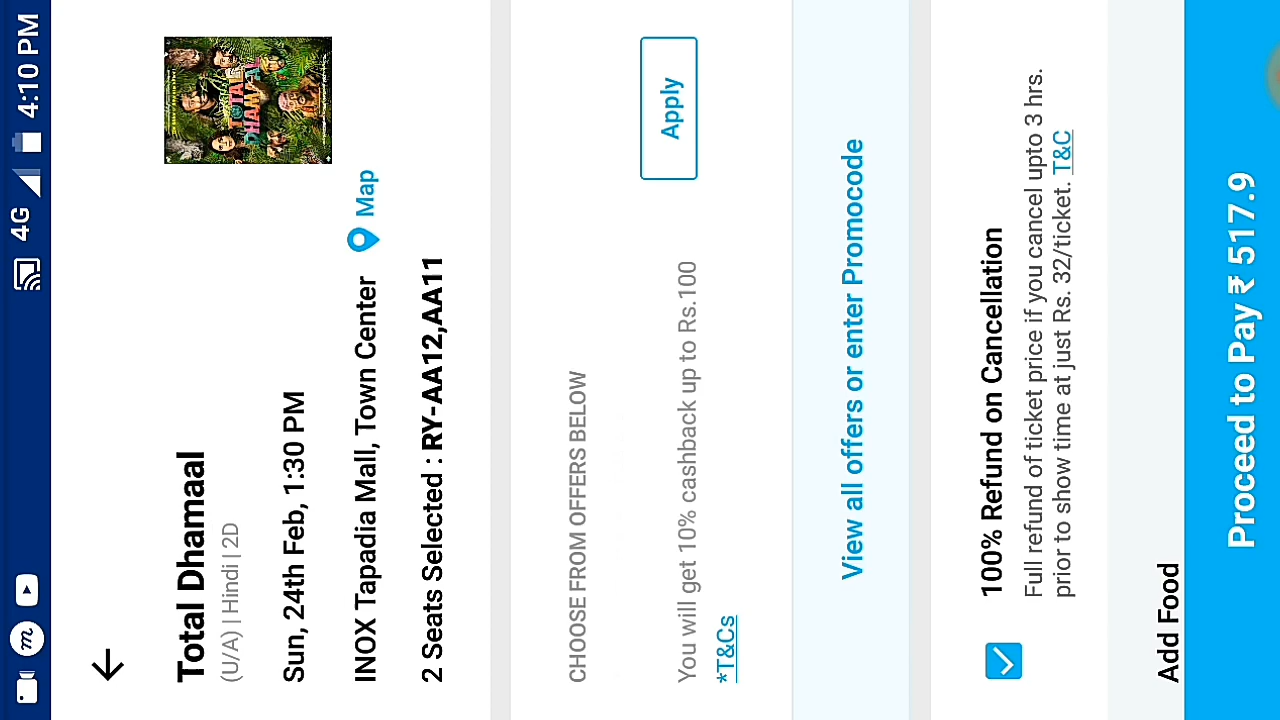 4G 4:10 PM
Total Dhamaal
(U/A) | Hindi | 2D
TOTAL
DHAMAAL
Sun, 24th Feb, 1:30 PM
INOX Tapadia Mall, Town Center Map
2 Seats Selected : RY-AA12,AA11
CHOOSE FROM OFFERS BELOW
Apply
You will get 10% cashback up to Rs.100
*T&Cs
View all offers or enter Promocode
100% Refund on Cancellation
Full refund of ticket price if you cancel upto 3 hrs.
prior to show time at just Rs. 32/ticket. T&C
Add Food
Proceed to Pay ₹ 517.9